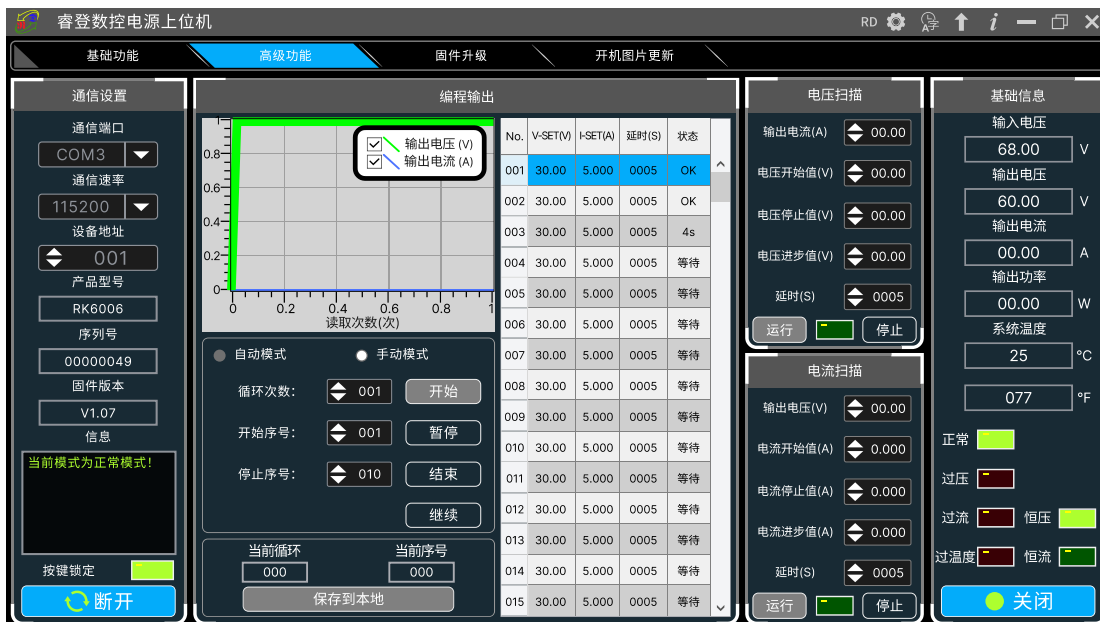 睿登数控电源上位机 RD A字 i
基础功能 高级功能 固件升级 开机图片更新
通信设置
通信端口
COM3
通信速率
115200
设备地址
001
产品型号
RK6006
序列号
00000049
固件版本
V1.07
信息
当前模式为正常模式!
按键锁定
断开
编程输出
1
0.8
0.6
0.4
0.2
0
0 0.2 0.4 0.6 0.8 1
读取次数(次)
输出电压 (V)
输出电流 (A)
自动模式 手动模式
循环次数: 001 开始
开始序号: 001 暂停
停止序号: 010 结束
继续
当前循环 当前序号
000 000
保存到本地
No. V-SET(V) I-SET(A) 延时(S) 状态
001 30.00 5.000 0005 OK
002 30.00 5.000 0005 OK
003 30.00 5.000 0005 4s
004 30.00 5.000 0005 等待
005 30.00 5.000 0005 等待
006 30.00 5.000 0005 等待
007 30.00 5.000 0005 等待
008 30.00 5.000 0005 等待
009 30.00 5.000 0005 等待
010 30.00 5.000 0005 等待
011 30.00 5.000 0005 等待
012 30.00 5.000 0005 等待
013 30.00 5.000 0005 等待
014 30.00 5.000 0005 等待
015 30.00 5.000 0005 等待
电压扫描
输出电流(A) 00.00
电压开始值(V) 00.00
电压停止值(V) 00.00
电压进步值(V) 00.00
延时(S) 0005
运行 停止
电流扫描
输出电压(V) 00.00
电流开始值(A) 0.000
电流停止值(A) 0.000
电流进步值(A) 0.000
延时(S) 0005
运行 停止
基础信息
输入电压
68.00 V
输出电压
60.00 V
输出电流
00.00 A
输出功率
00.00 W
系统温度
25 °C
077 °F
正常
过压
过流 恒压
过温度 恒流
关闭